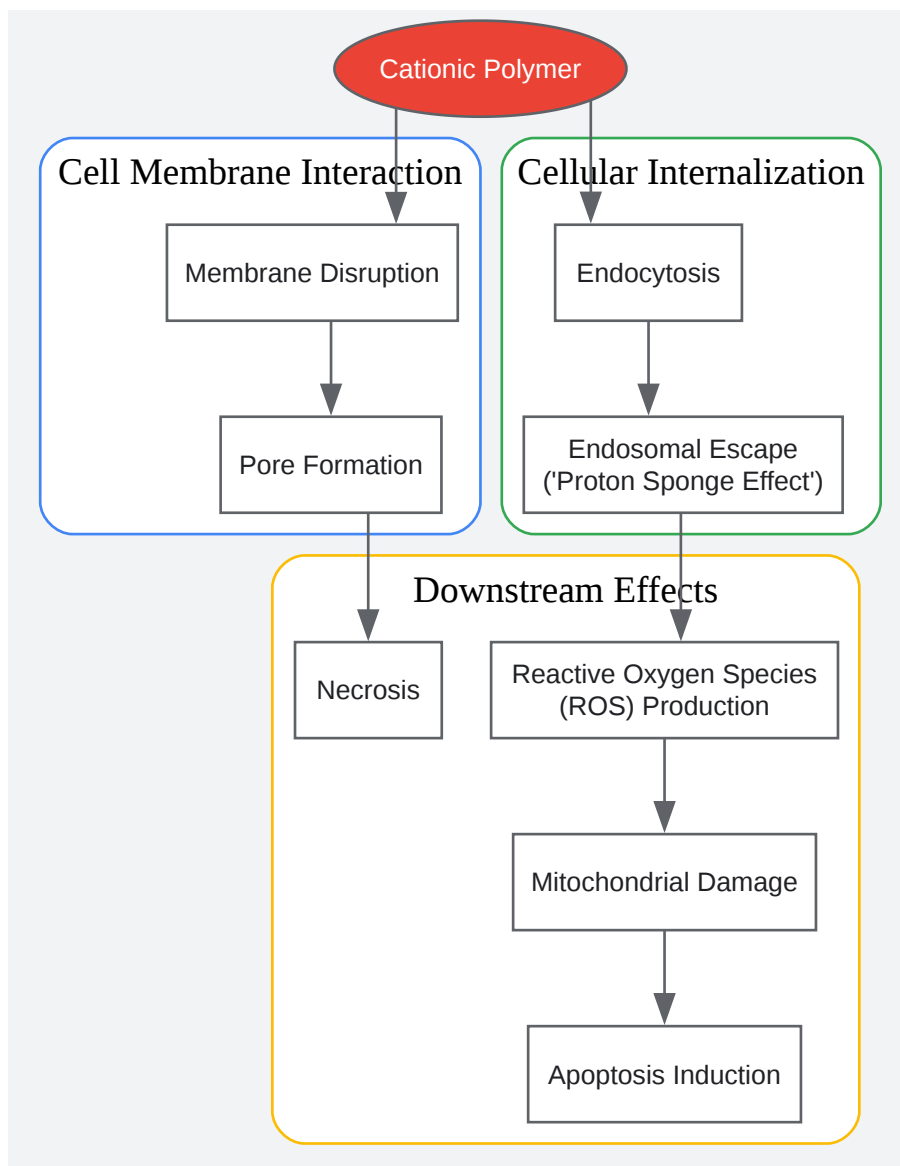 Cationic Polymer
Cell Membrane Interaction
Membrane Disruption
Pore Formation
Cellular Internalization
Endocytosis
Endosomal Escape
('Proton Sponge Effect')
Downstream Effects
Necrosis
Reactive Oxygen Species
(ROS) Production
Mitochondrial Damage
Apoptosis Induction